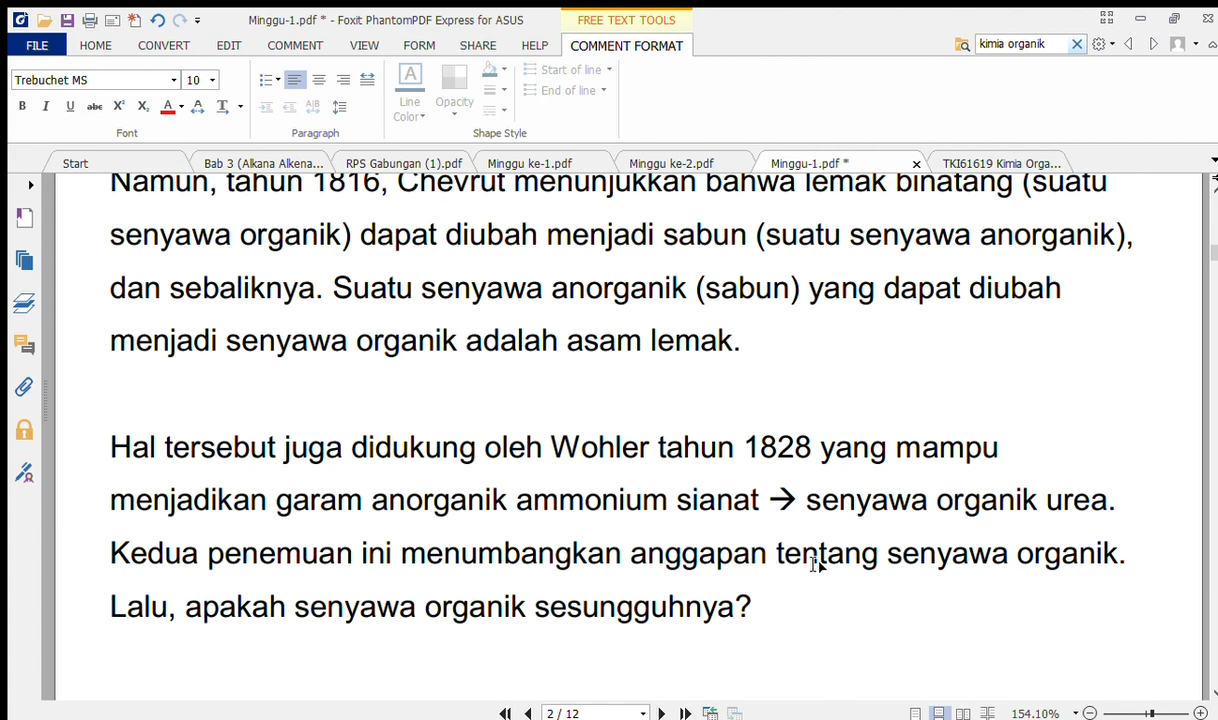 Minggu-1.pdf * - Foxit PhantomPDF Express for ASUS
FREE TEXT TOOLS
FILE HOME CONVERT EDIT COMMENT VIEW FORM SHARE HELP COMMENT FORMAT
kimia organik
Trebuchet MS 10
Start of line
End of line
Line Opacity
Color
B I U abc X² X₂ A
Font Paragraph Shape Style
Start Bab 3 (Alkana Alkena... RPS Gabungan (1).pdf Minggu ke-1.pdf Minggu ke-2.pdf Minggu-1.pdf * TKI61619 Kimia Orga...
Namun, tahun 1816, Chevrut menunjukkan bahwa lemak binatang (suatu
senyawa organik) dapat diubah menjadi sabun (suatu senyawa anorganik),
dan sebaliknya. Suatu senyawa anorganik (sabun) yang dapat diubah
menjadi senyawa organik adalah asam lemak.
Hal tersebut juga didukung oleh Wohler tahun 1828 yang mampu
menjadikan garam anorganik ammonium sianat → senyawa organik urea.
Kedua penemuan ini menumbangkan anggapan tentang senyawa organik.
Lalu, apakah senyawa organik sesungguhnya?
2 / 12
154.10%